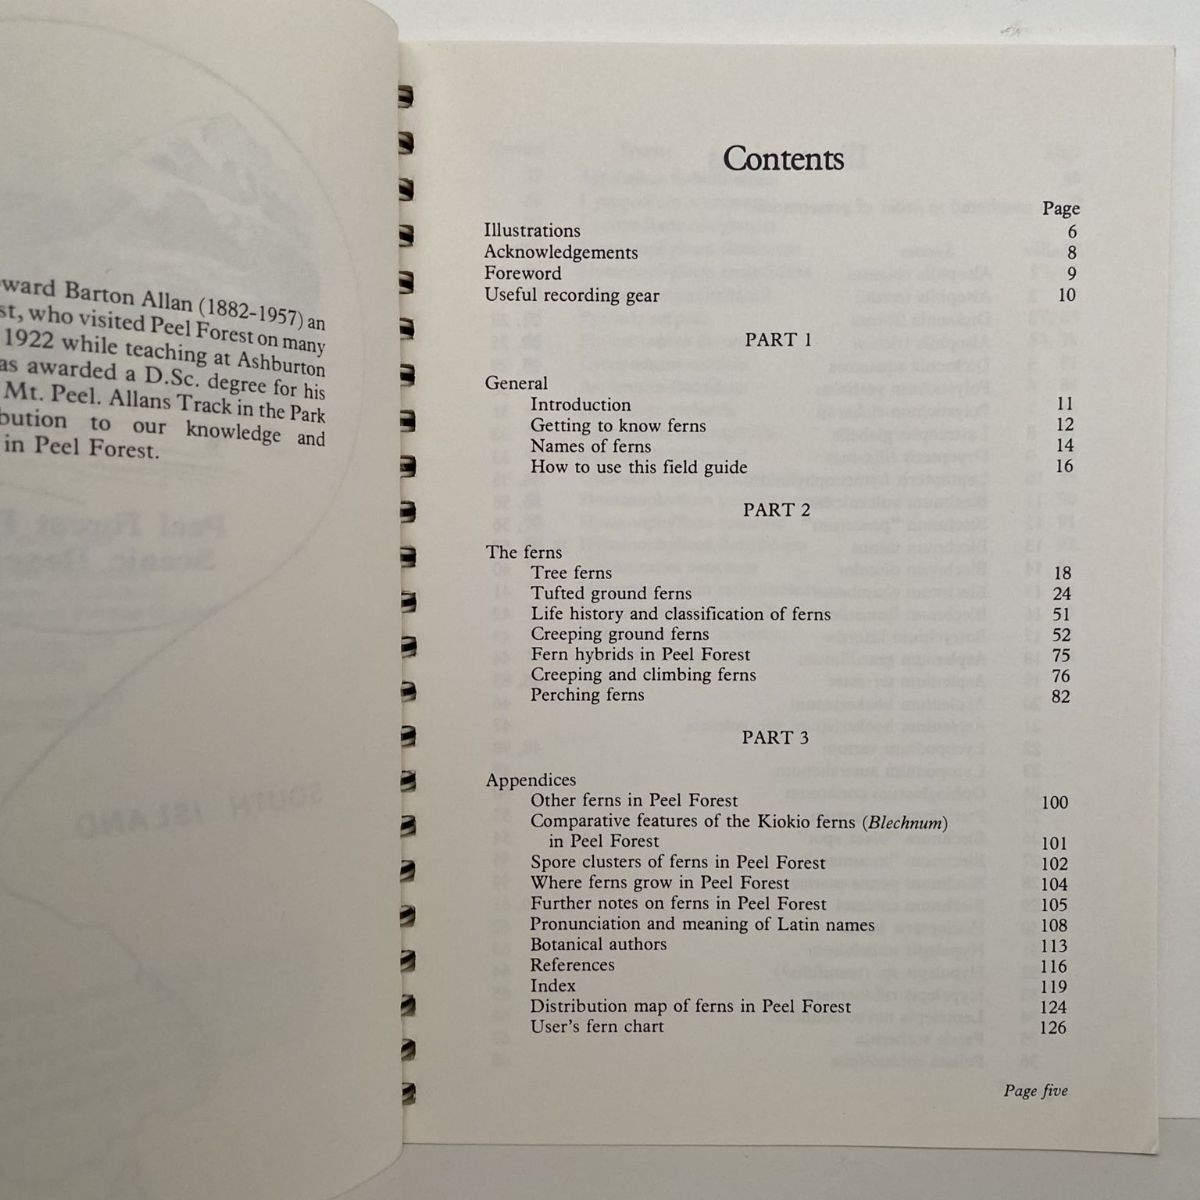 ward Barton Allan (1882-1957) an
st, who visited Peel Forest on many
1922 while teaching at Ashburton
as awarded a D.Sc. degree for his
Mt. Peel. Allans Track in the Park
bution to our knowledge and
in Peel Forest.
SOUTH ISLAND
Contents
Page
Illustrations 6
Acknowledgements 8
Foreword 9
Useful recording gear 10
PART 1
General
Introduction 11
Getting to know ferns 12
Names of ferns 14
How to use this field guide 16
PART 2
The ferns
Tree ferns 18
Tufted ground ferns 24
Life history and classification of ferns 51
Creeping ground ferns 52
Fern hybrids in Peel Forest 75
Creeping and climbing ferns 76
Perching ferns 82
PART 3
Appendices
Other ferns in Peel Forest 100
Comparative features of the Kiokio ferns (Blechnum)
in Peel Forest 101
Spore clusters of ferns in Peel Forest 102
Where ferns grow in Peel Forest 104
Further notes on ferns in Peel Forest 105
Pronunciation and meaning of Latin names 108
Botanical authors 113
References 116
Index 119
Distribution map of ferns in Peel Forest 124
User's fern chart 126
Page five